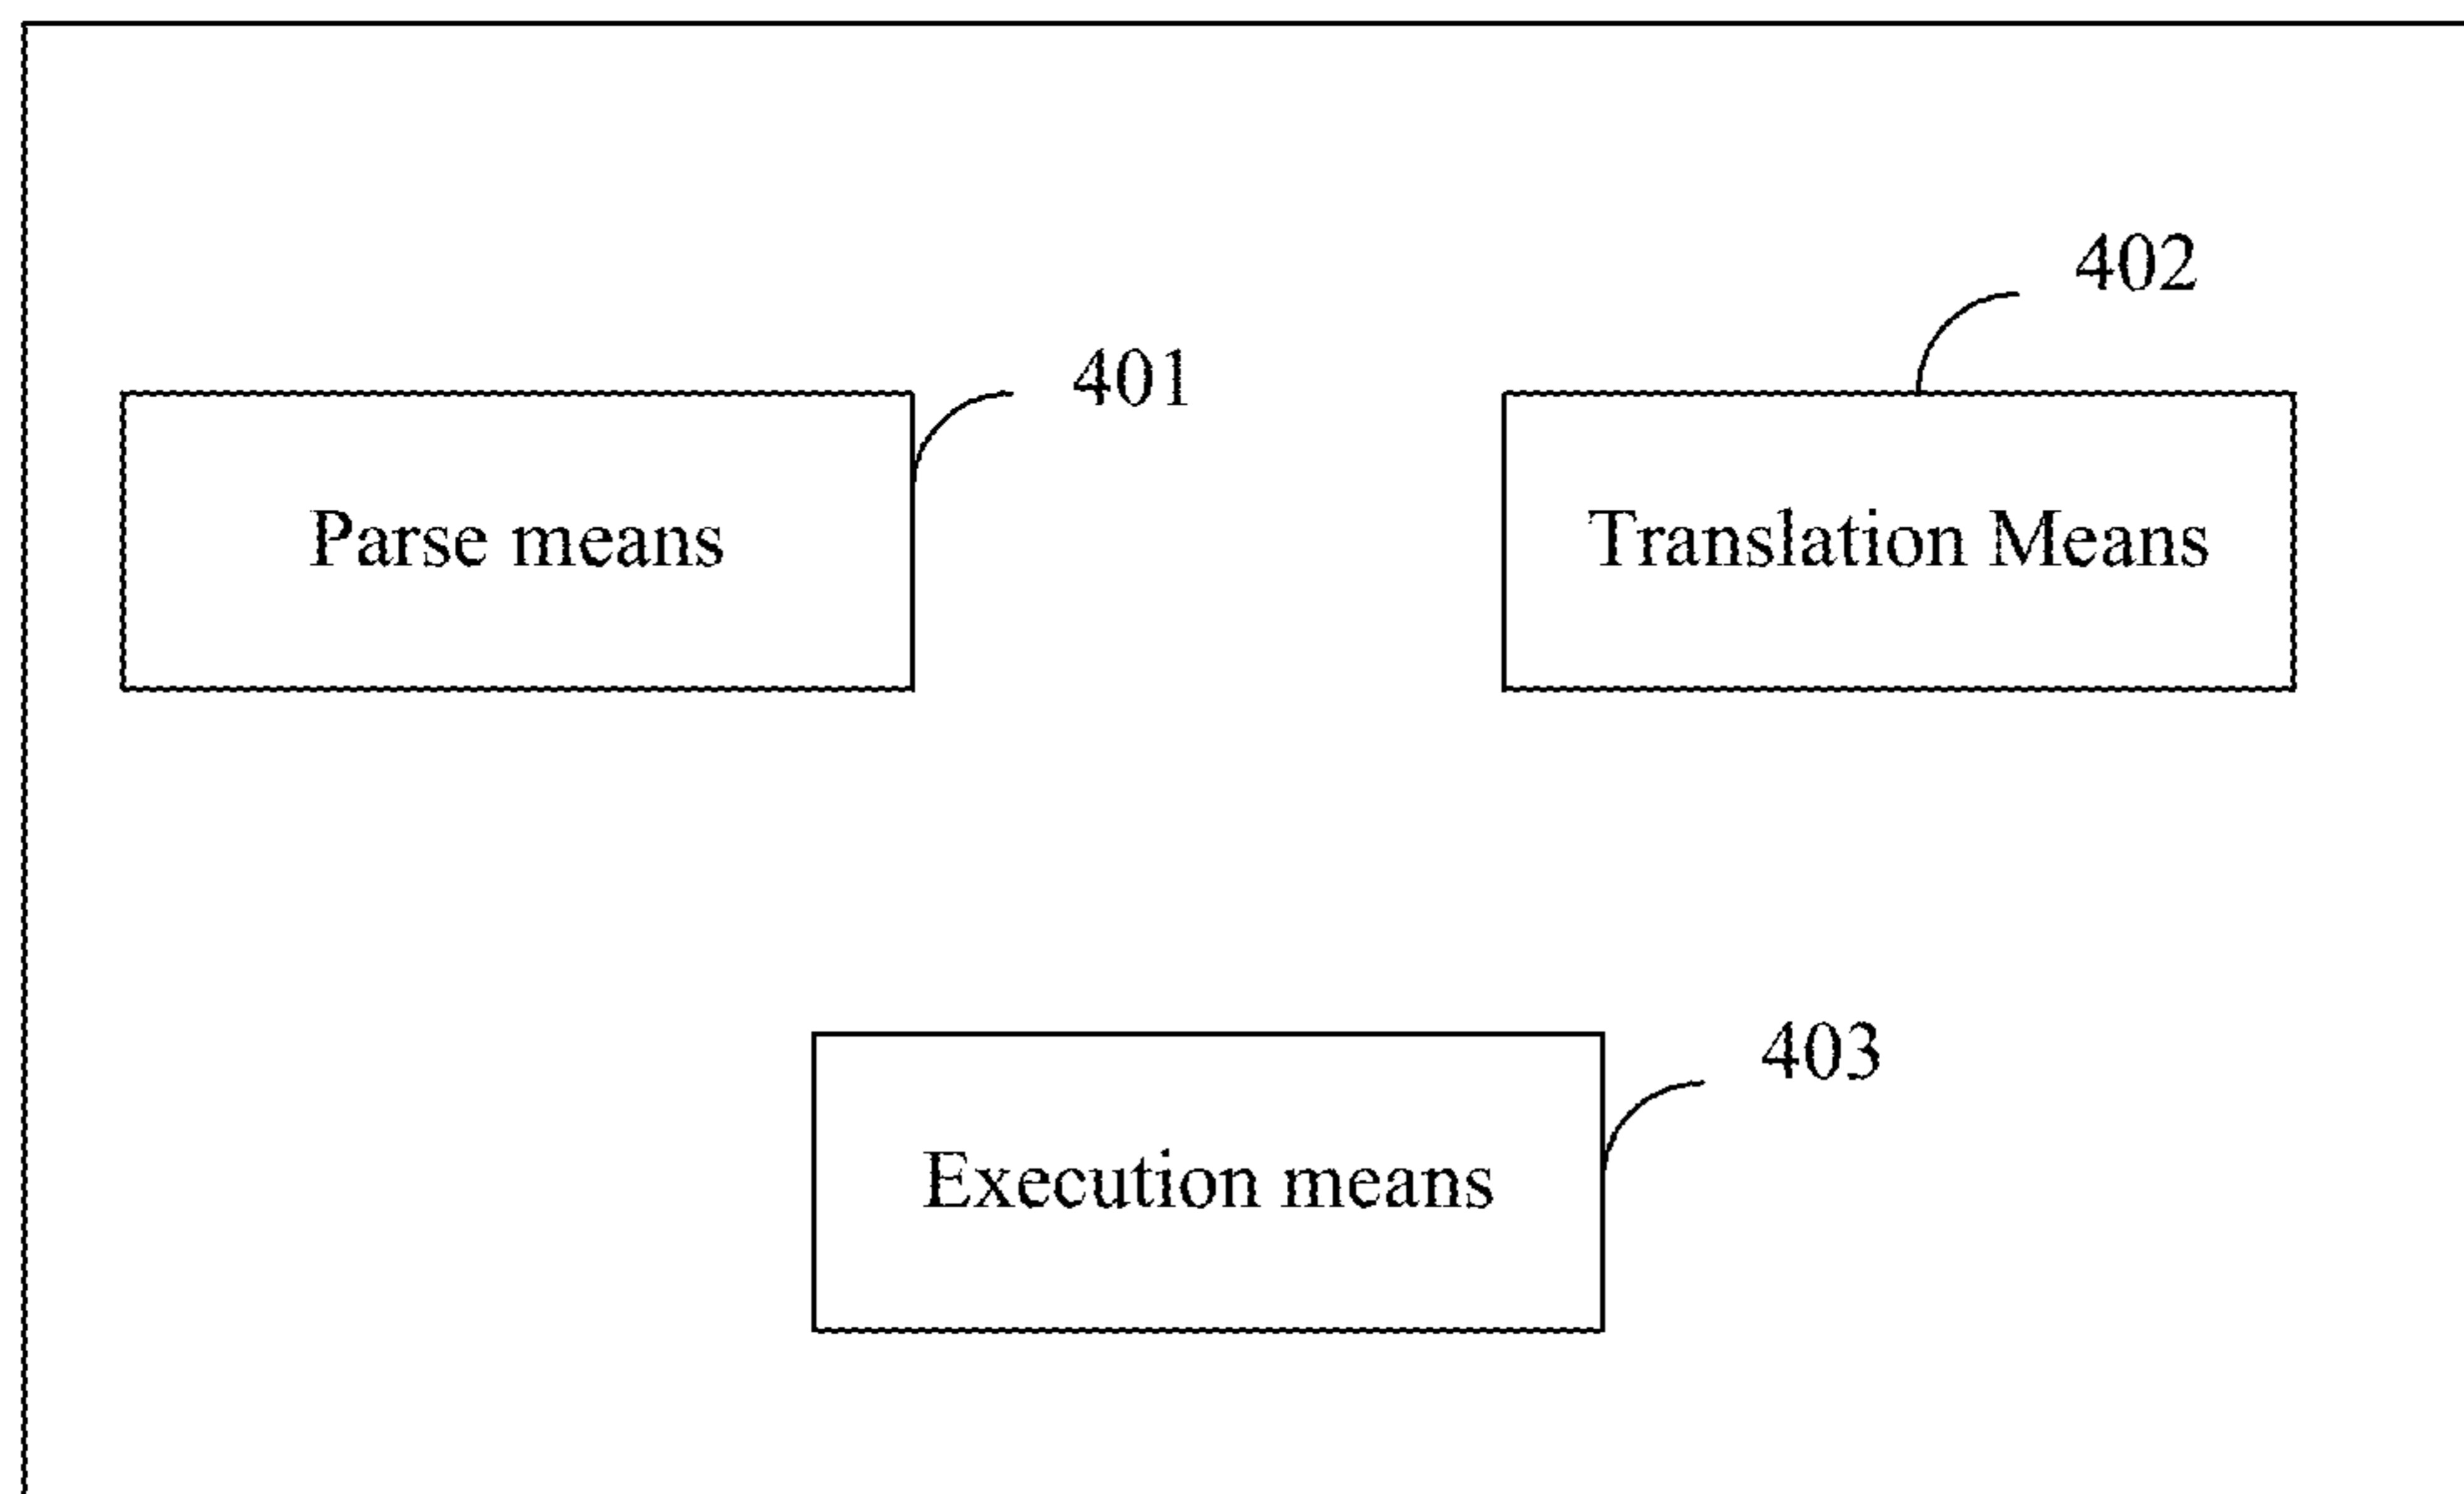 402
401
Parse means
Translation Means
403
Execution means